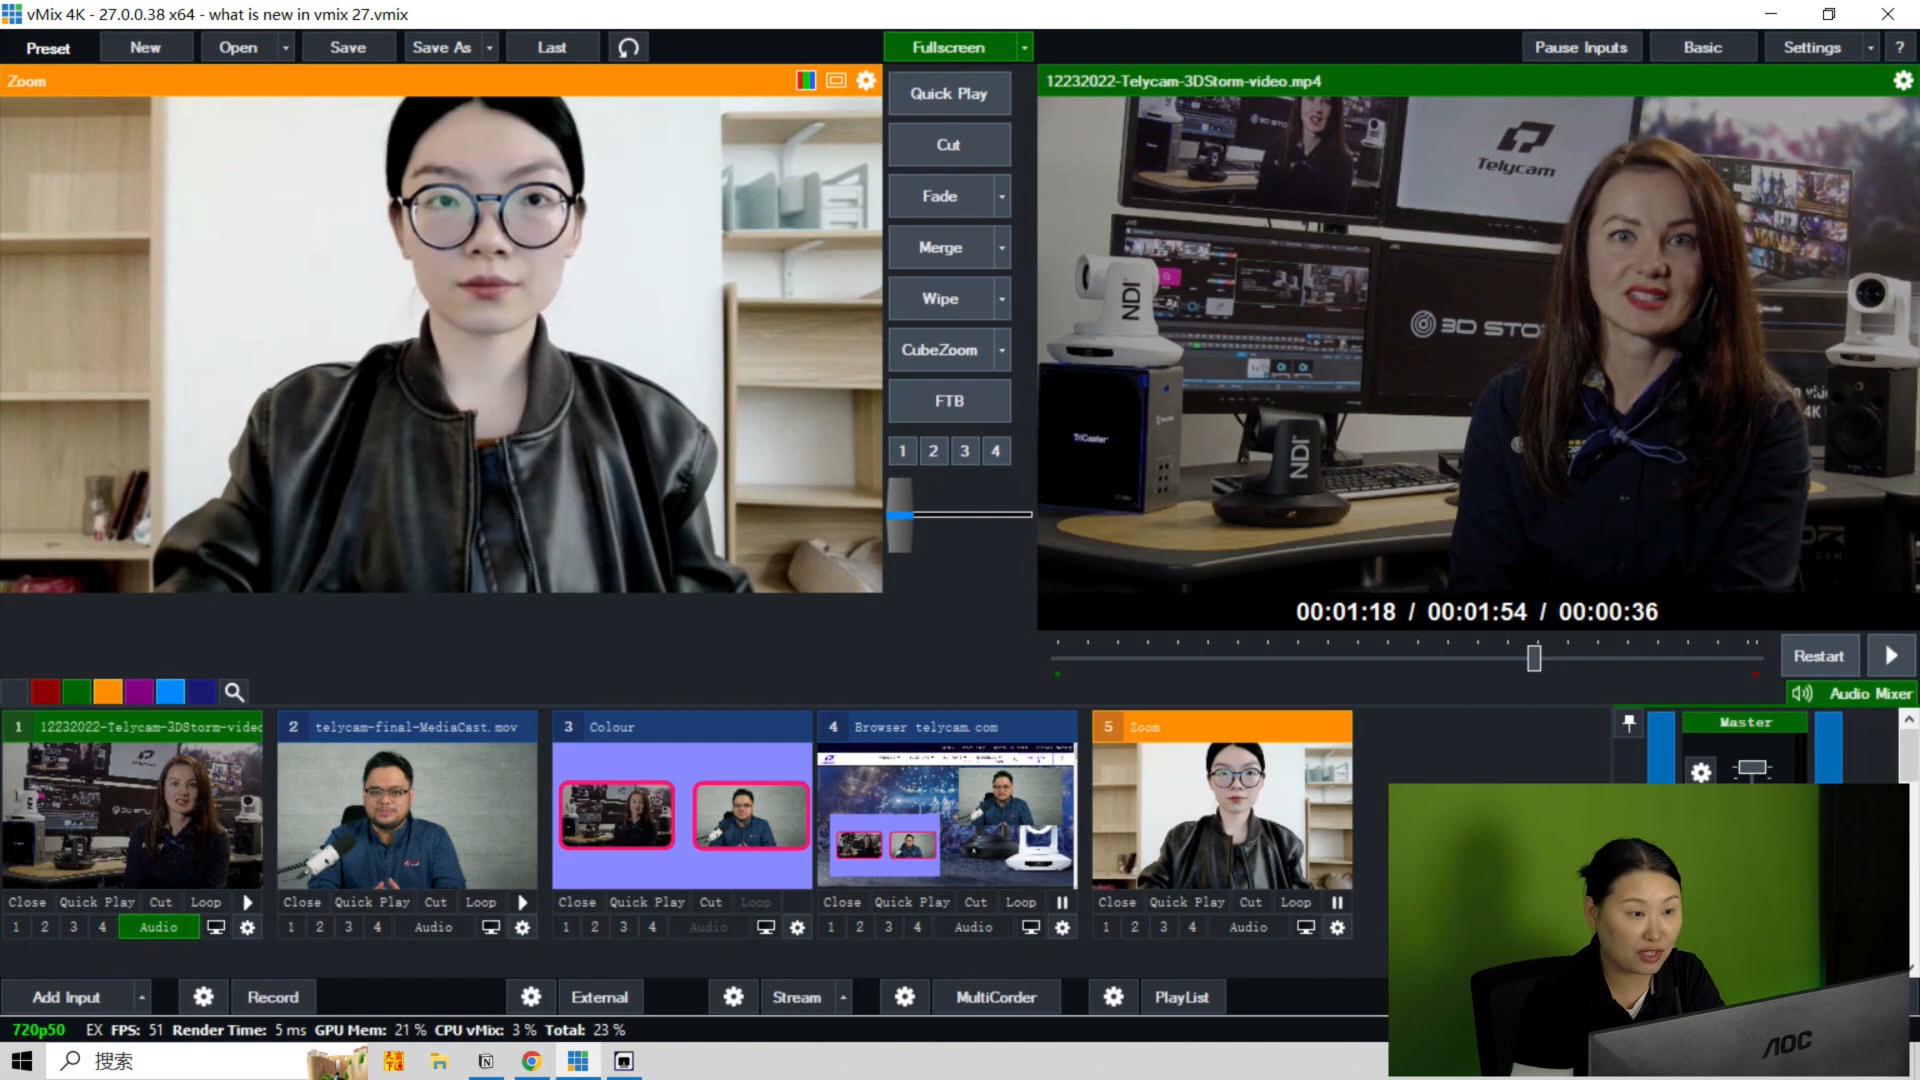 vMix 4K - 27.0.0.38 x64 - what is new in vmix 27.vmix
Preset New Open Save Save As Last Fullscreen Pause Inputs Basic Settings ?
Zoom
12232022-Telycam-3DStorm-video.mp4
Quick Play
Cut
Fade
Merge
Wipe
CubeZoom
FTB
1 2 3 4
Telycam
3D STO
NDI
NDI
TriCaster
00:01:18 / 00:01:54 / 00:00:36
Restart
Audio Mixer
Master
1 12232022-Telycam-3DStorm-video
2 telycam-final-MediaCast.mov
3 Colour
4 Browser telycam.com
5 Zoom
Close Quick Play Cut Loop
Close Quick Play Cut Loop
Close Quick Play Cut Loop
Close Quick Play Cut Loop
Close Quick Play Cut Loop
1 2 3 4 Audio
1 2 3 4 Audio
1 2 3 4 Audio
1 2 3 4 Audio
1 2 3 4 Audio
Add Input Record External Stream MultiCorder PlayList
720p50 EX FPS: 51 Render Time: 5 ms GPU Mem: 21 % CPU vMix: 3 % Total: 23 %
搜索
AOC